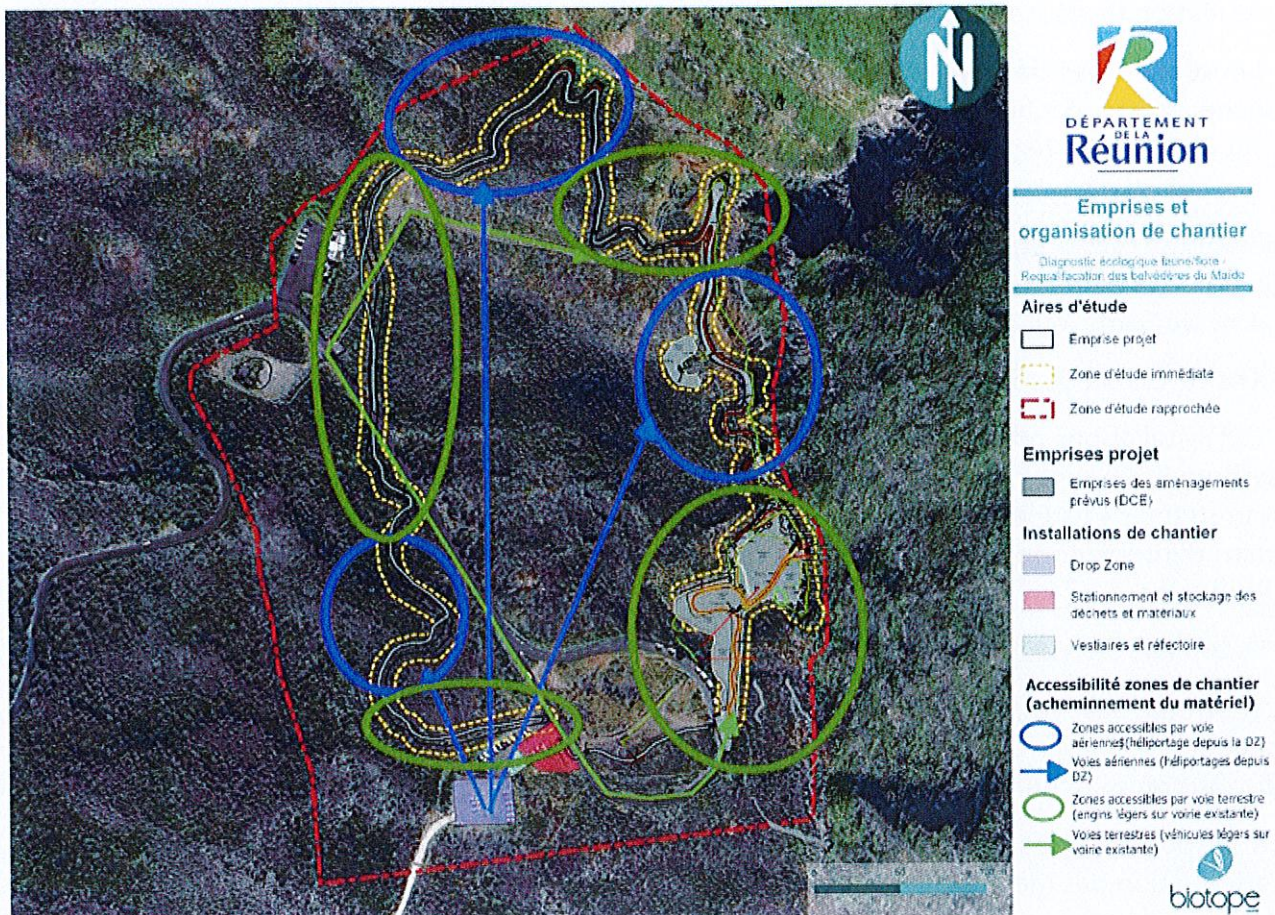 N
DÉPARTEMENT
DE LA
Réunion
Emprises et
organisation de chantier
Diagnostic écologique faune/flore -
Requalification des belvédères du Maïdo
Aires d'étude
Emprise projet
Zone d'étude immédiate
Zone d'étude rapprochée
Emprises projet
Emprises des aménagements
prévus (DCE)
Installations de chantier
Drop Zone
Stationnement et stockage des
déchets et matériaux
Vestiaires et réfectoire
Accessibilité zones de chantier
(acheminnement du matériel)
Zones accessibles par voie
aériennes(héliportage depuis la DZ)
Voies aériennes (héliportages depuis
DZ)
Zones accessibles par voie terrestre
(engins légers sur voirie existante)
Voies terrestres (véhicules légers sur
voirie existante)
biotope